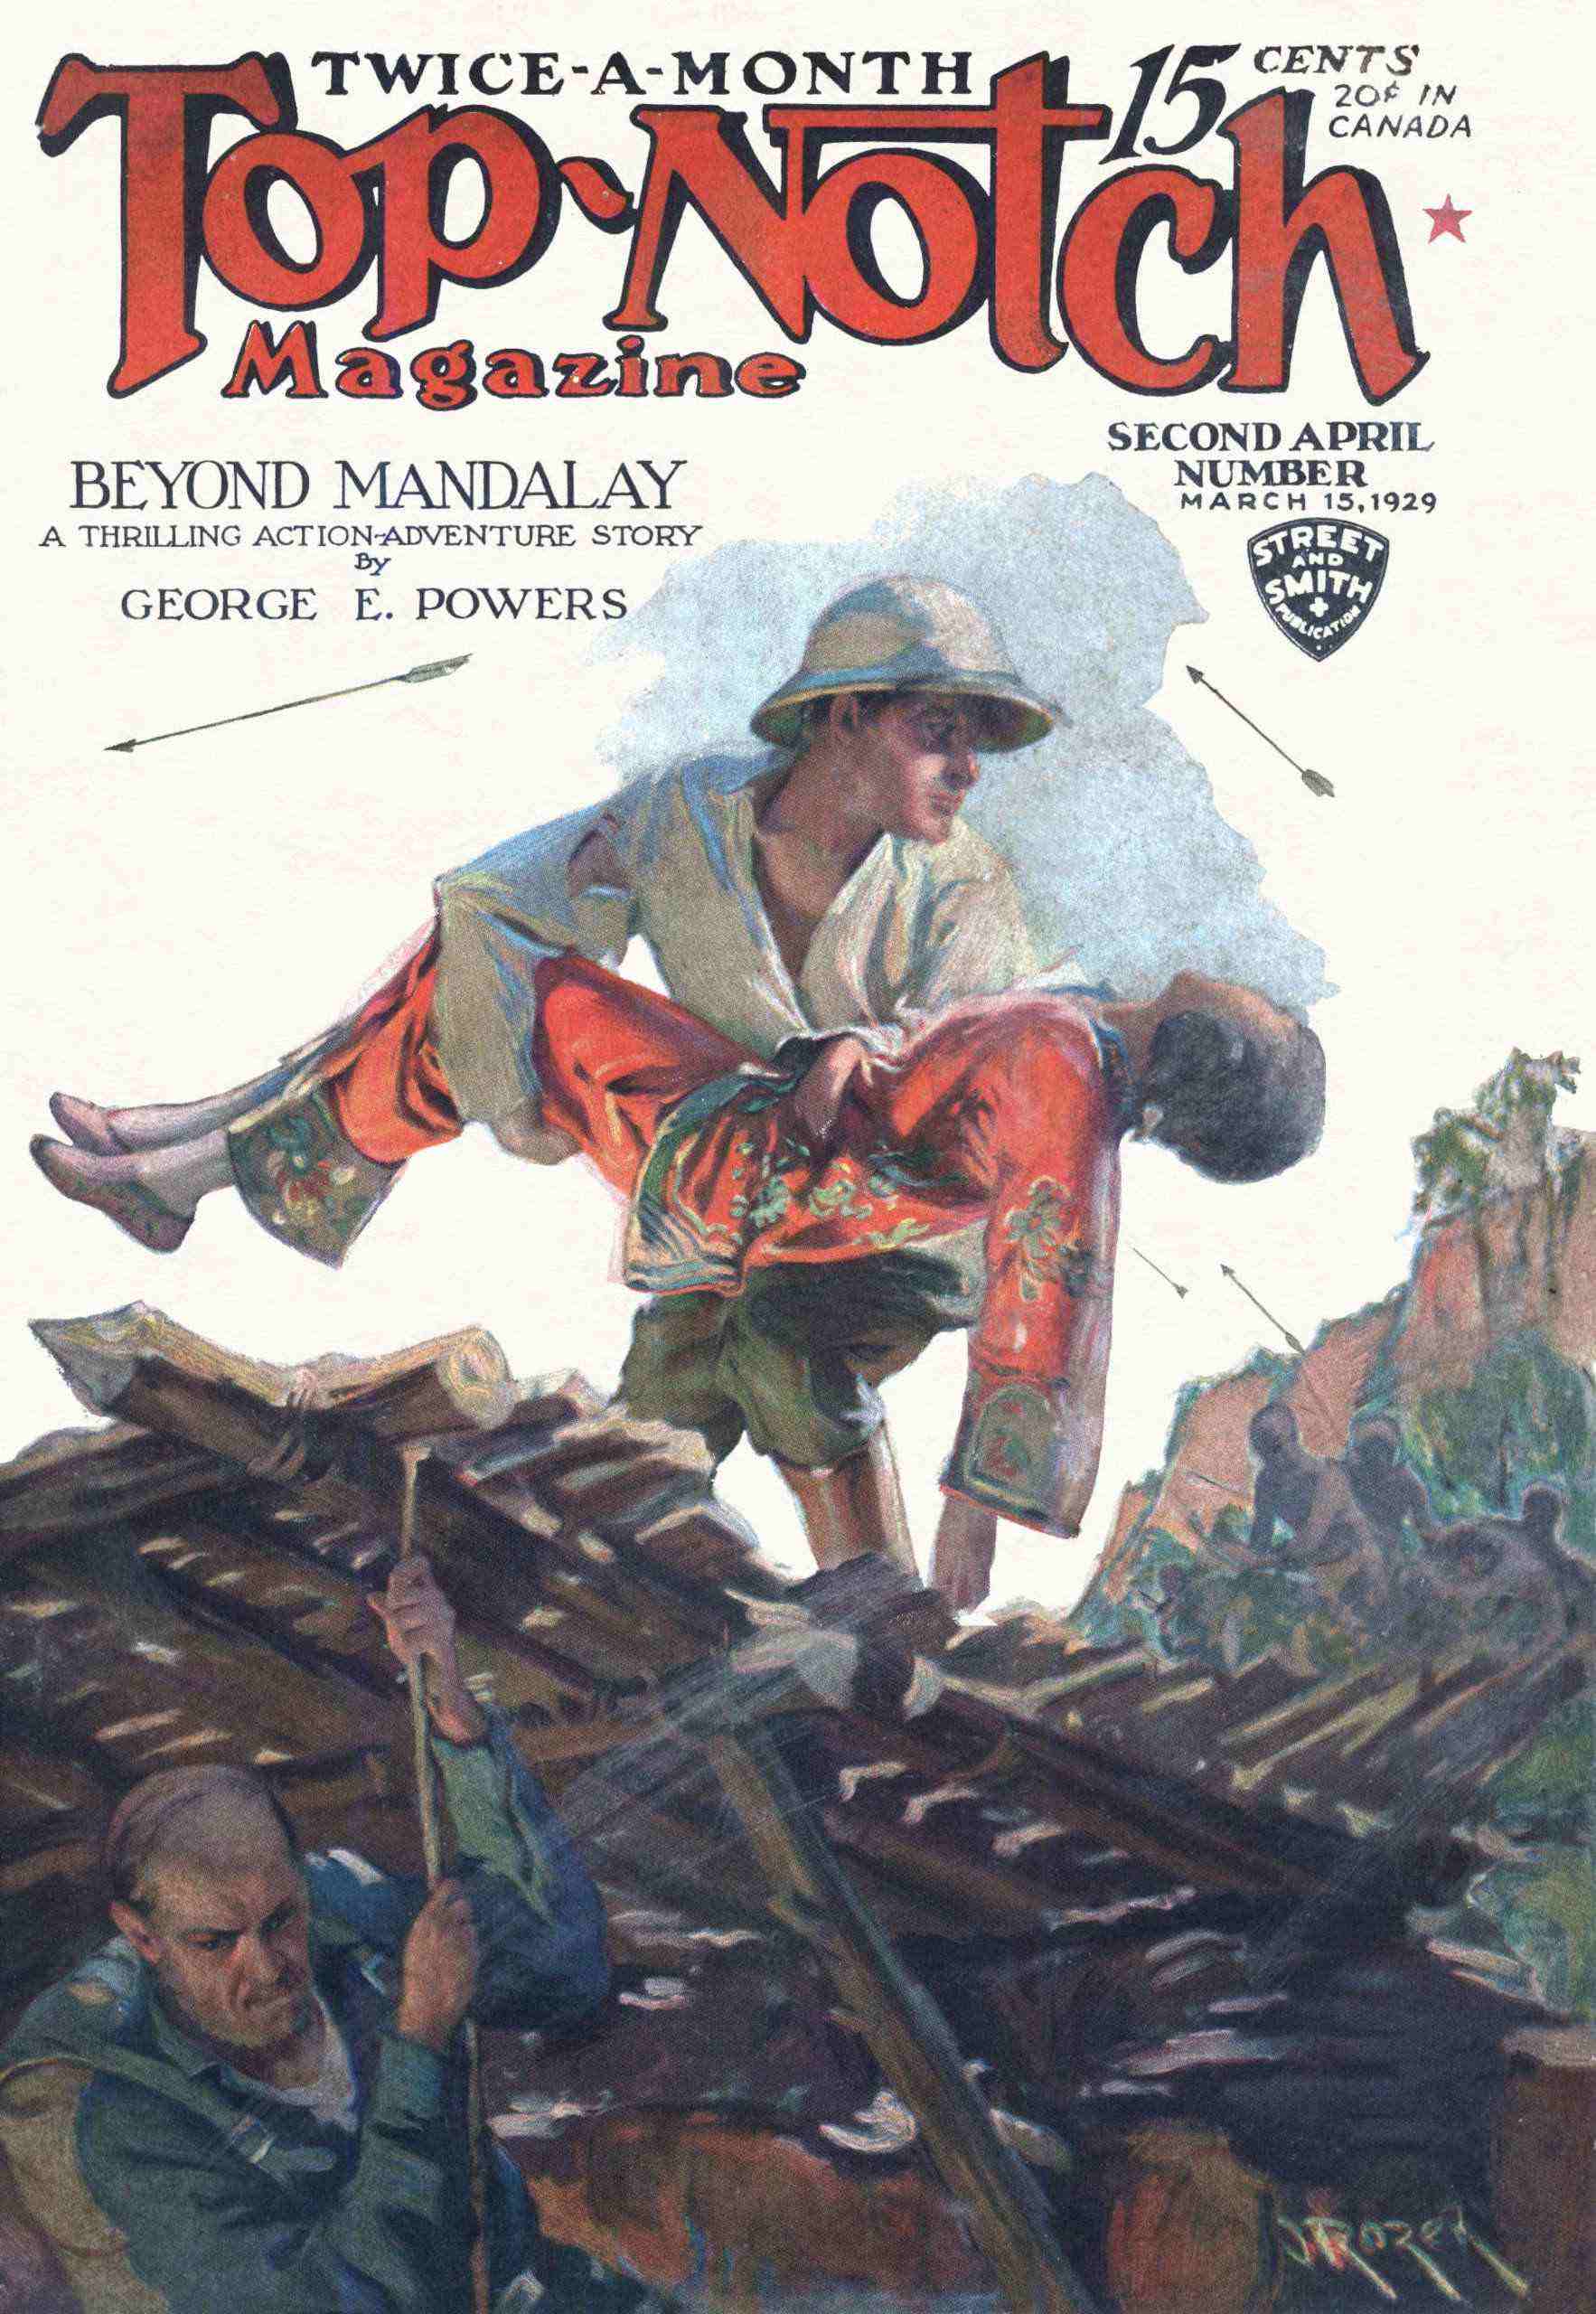 TWICE-A-MONTH
15 CENTS
20¢ IN
CANADA
Top-Notch
Magazine
SECOND APRIL
NUMBER
MARCH 15, 1929
BEYOND MANDALAY
A THRILLING ACTION-ADVENTURE STORY
By
GEORGE E. POWERS
STREET
AND
SMITH
PUBLICATION
J. ROZEN